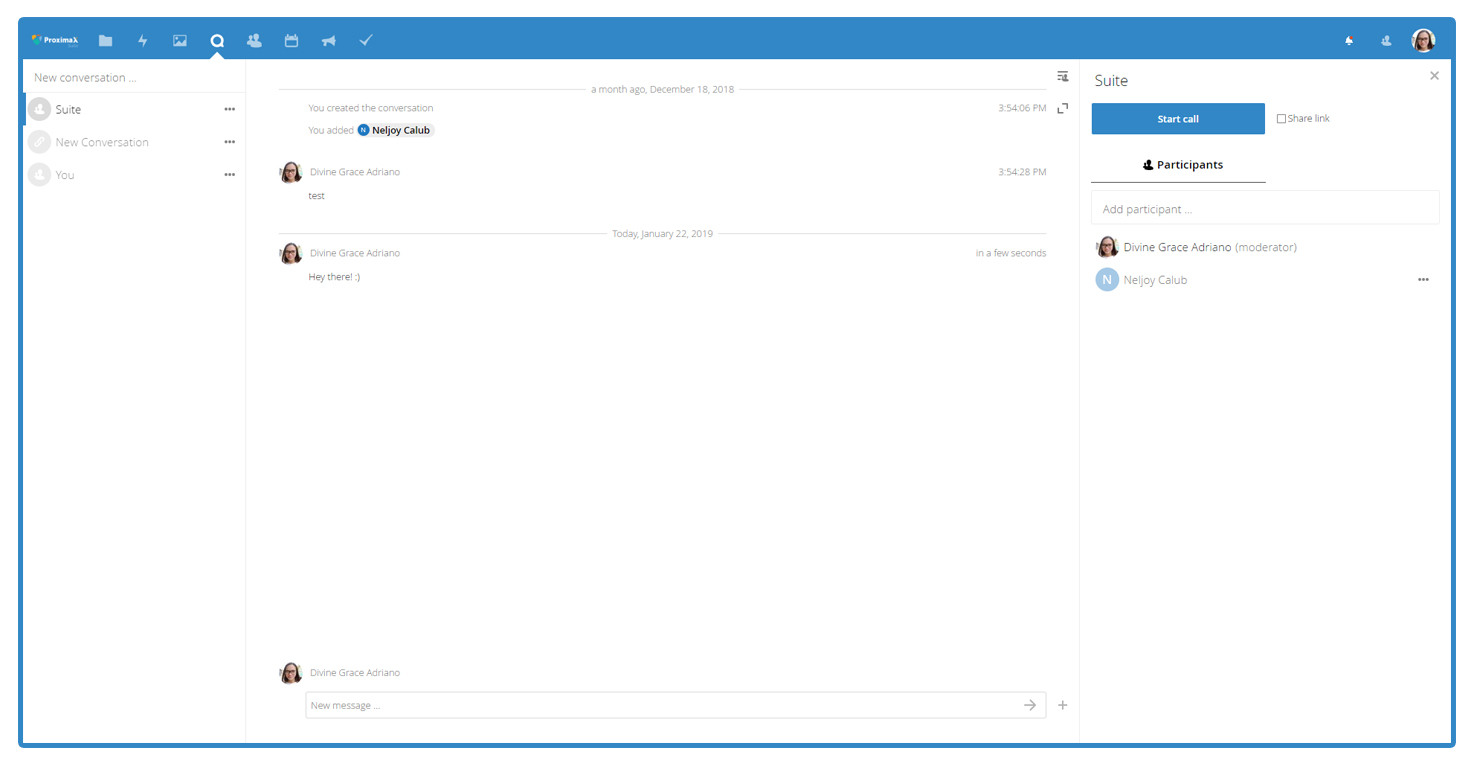 ProximaX
New conversation ...
Suite
New Conversation
You
a month ago, December 18, 2018
You created the conversation 3:54:06 PM
You added N Neljoy Calub
Divine Grace Adriano 3:54:28 PM
test
Today, January 22, 2019
Divine Grace Adriano in a few seconds
Hey there! :)
Divine Grace Adriano
New message ...
Suite
Start call
Share link
Participants
Add participant ...
Divine Grace Adriano (moderator)
N Neljoy Calub